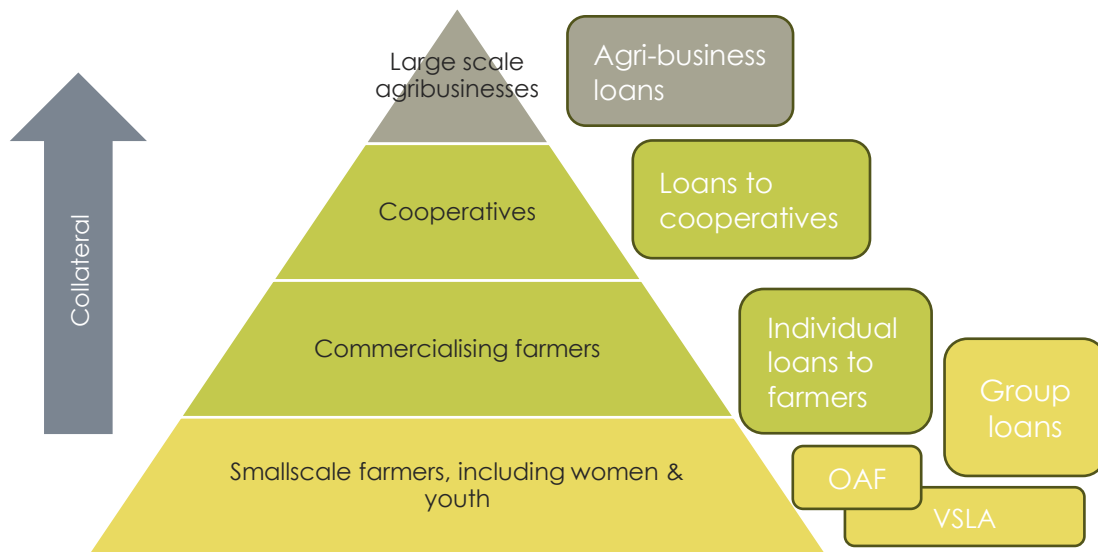 Large scale
agribusinesses
Agri-business
loans
Cooperatives
Loans to
cooperatives
Collateral
Commercialising farmers
Individual
loans to
farmers
Group
loans
Smallscale farmers, including women &
youth
OAF
VSLA